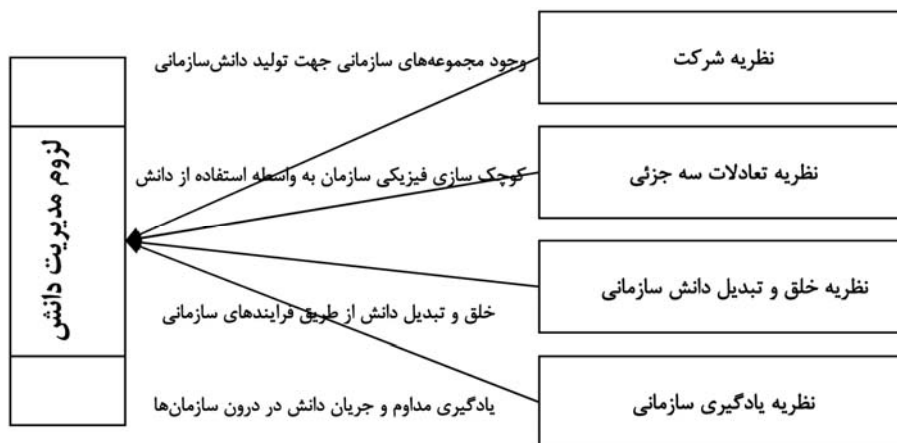 نظریه شرکت
وجود مجموعه‌های سازمانی جهت تولید دانش‌سازمانی
نظریه تعادلات سه جزئی
کوچک سازی فیزیکی سازمان به واسطه استفاده از دانش
لزوم مدیریت دانش
نظریه خلق و تبدیل دانش سازمانی
خلق و تبدیل دانش از طریق فرایندهای سازمانی
نظریه یادگیری سازمانی
یادگیری مداوم و جریان دانش در درون سازمان‌ها